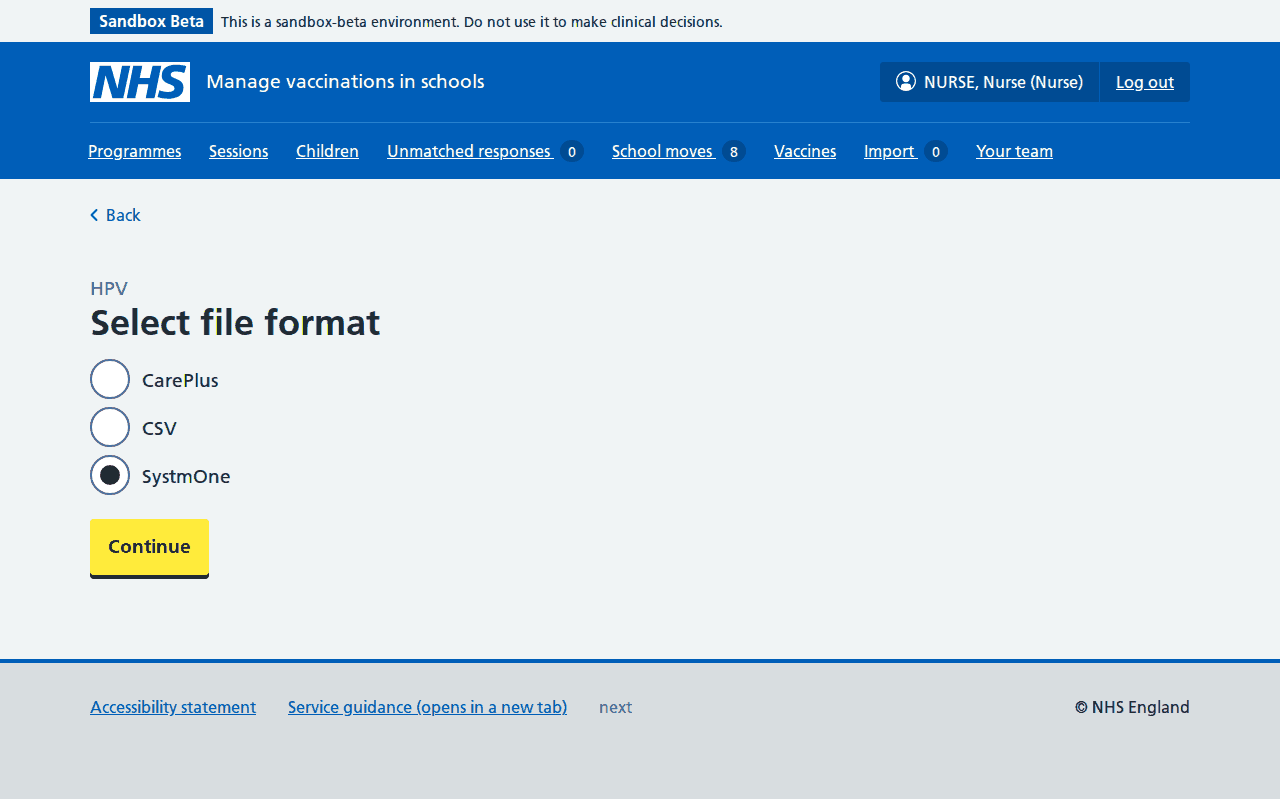 Sandbox Beta This is a sandbox-beta environment. Do not use it to make clinical decisions.
NHS Manage vaccinations in schools NURSE, Nurse (Nurse) Log out
Programmes Sessions Children Unmatched responses 0 School moves 8 Vaccines Import 0 Your team
Back
HPV
Select file format
CarePlus
CSV
SystmOne
Continue
Accessibility statement Service guidance (opens in a new tab) next © NHS England